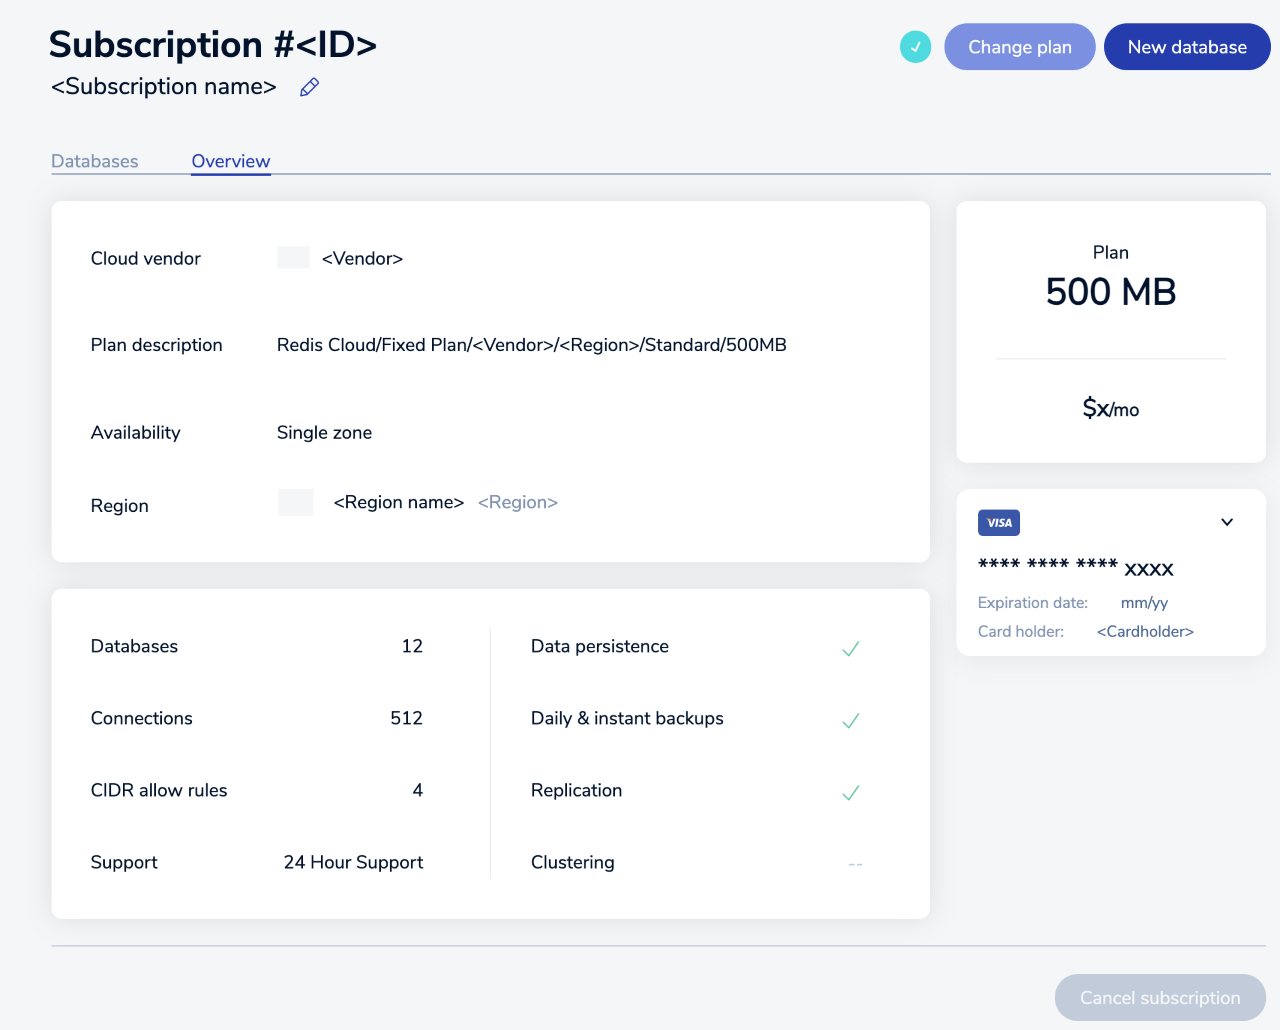 Subscription #<ID>
<Subscription name>
Change plan
New database
Databases
Overview
Cloud vendor <Vendor>
Plan description Redis Cloud/Fixed Plan/<Vendor>/<Region>/Standard/500MB
Availability Single zone
Region <Region name> <Region>
Plan
500 MB
$x/mo
VISA
**** **** **** xxxx
Expiration date: mm/yy
Card holder: <Cardholder>
Databases 12
Connections 512
CIDR allow rules 4
Support 24 Hour Support
Data persistence
Daily & instant backups
Replication
Clustering --
Cancel subscription